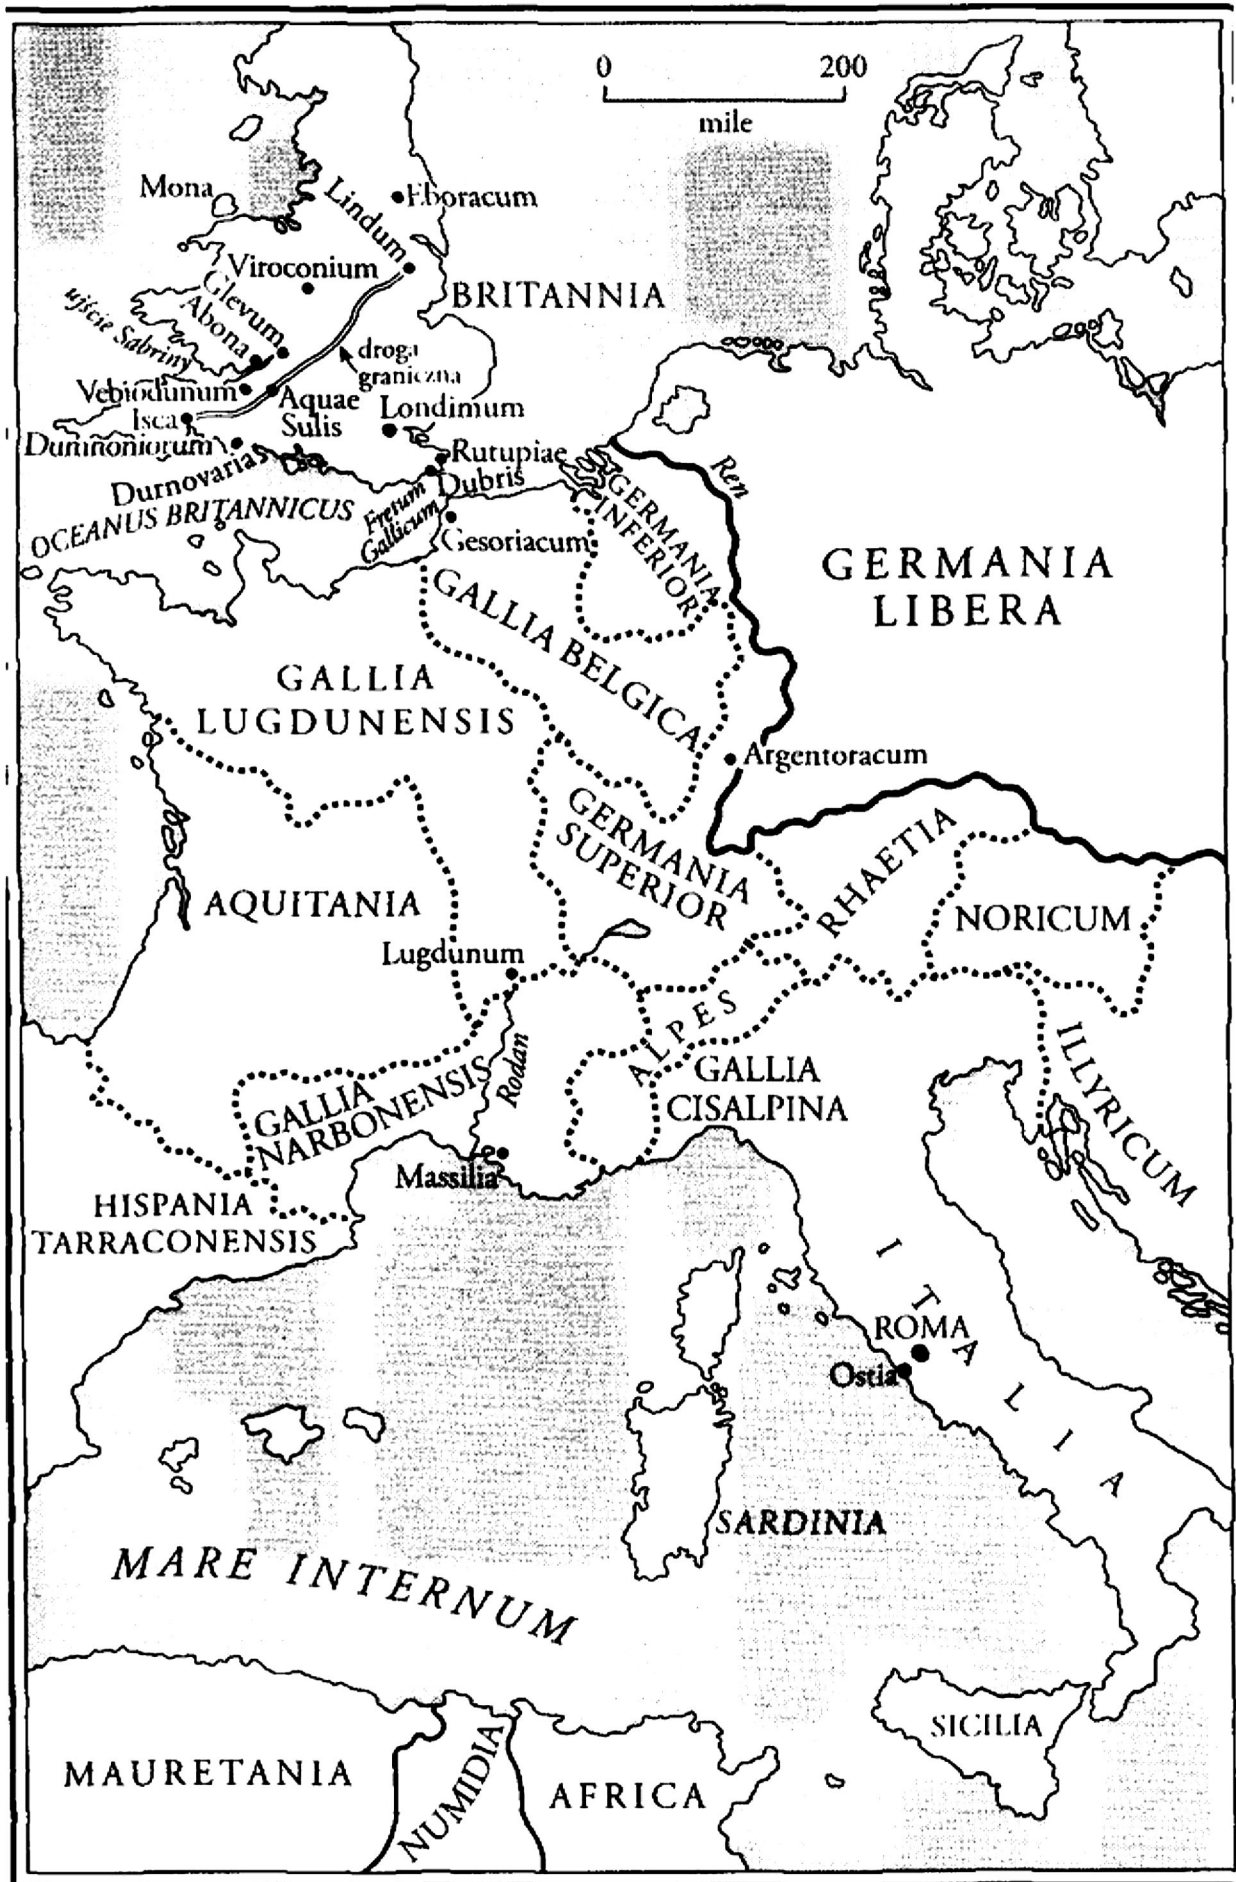 0 200
mile
Mona
Lindum
Eboracum
Viroconium
Glevum
Abona
BRITANNIA
ujście Sabriny
droga
graniczna
Vebiodunum
Isca
Aquae
Sulis
Londinium
Dumnoniorum
Durnovarias
Rutupiae
Dubris
OCEANUS BRITANNICUS
Fretum
Gallicum
Gesoriacum
Ren
GERMANIA
INFERIOR
GERMANIA
LIBERA
GALLIA BELGICA
GALLIA
LUGDUNENSIS
Argentoracum
GERMANIA
SUPERIOR
RHAETIA
NORICUM
AQUITANIA
Lugdunum
ALPES
ILLYRICUM
Rodan
GALLIA
NARBONENSIS
GALLIA
CISALPINA
Massilia
HISPANIA
TARRACONENSIS
ITALIA
ROMA
Ostia
SARDINIA
MARE INTERNUM
SICILIA
MAURETANIA
NUMIDIA
AFRICA